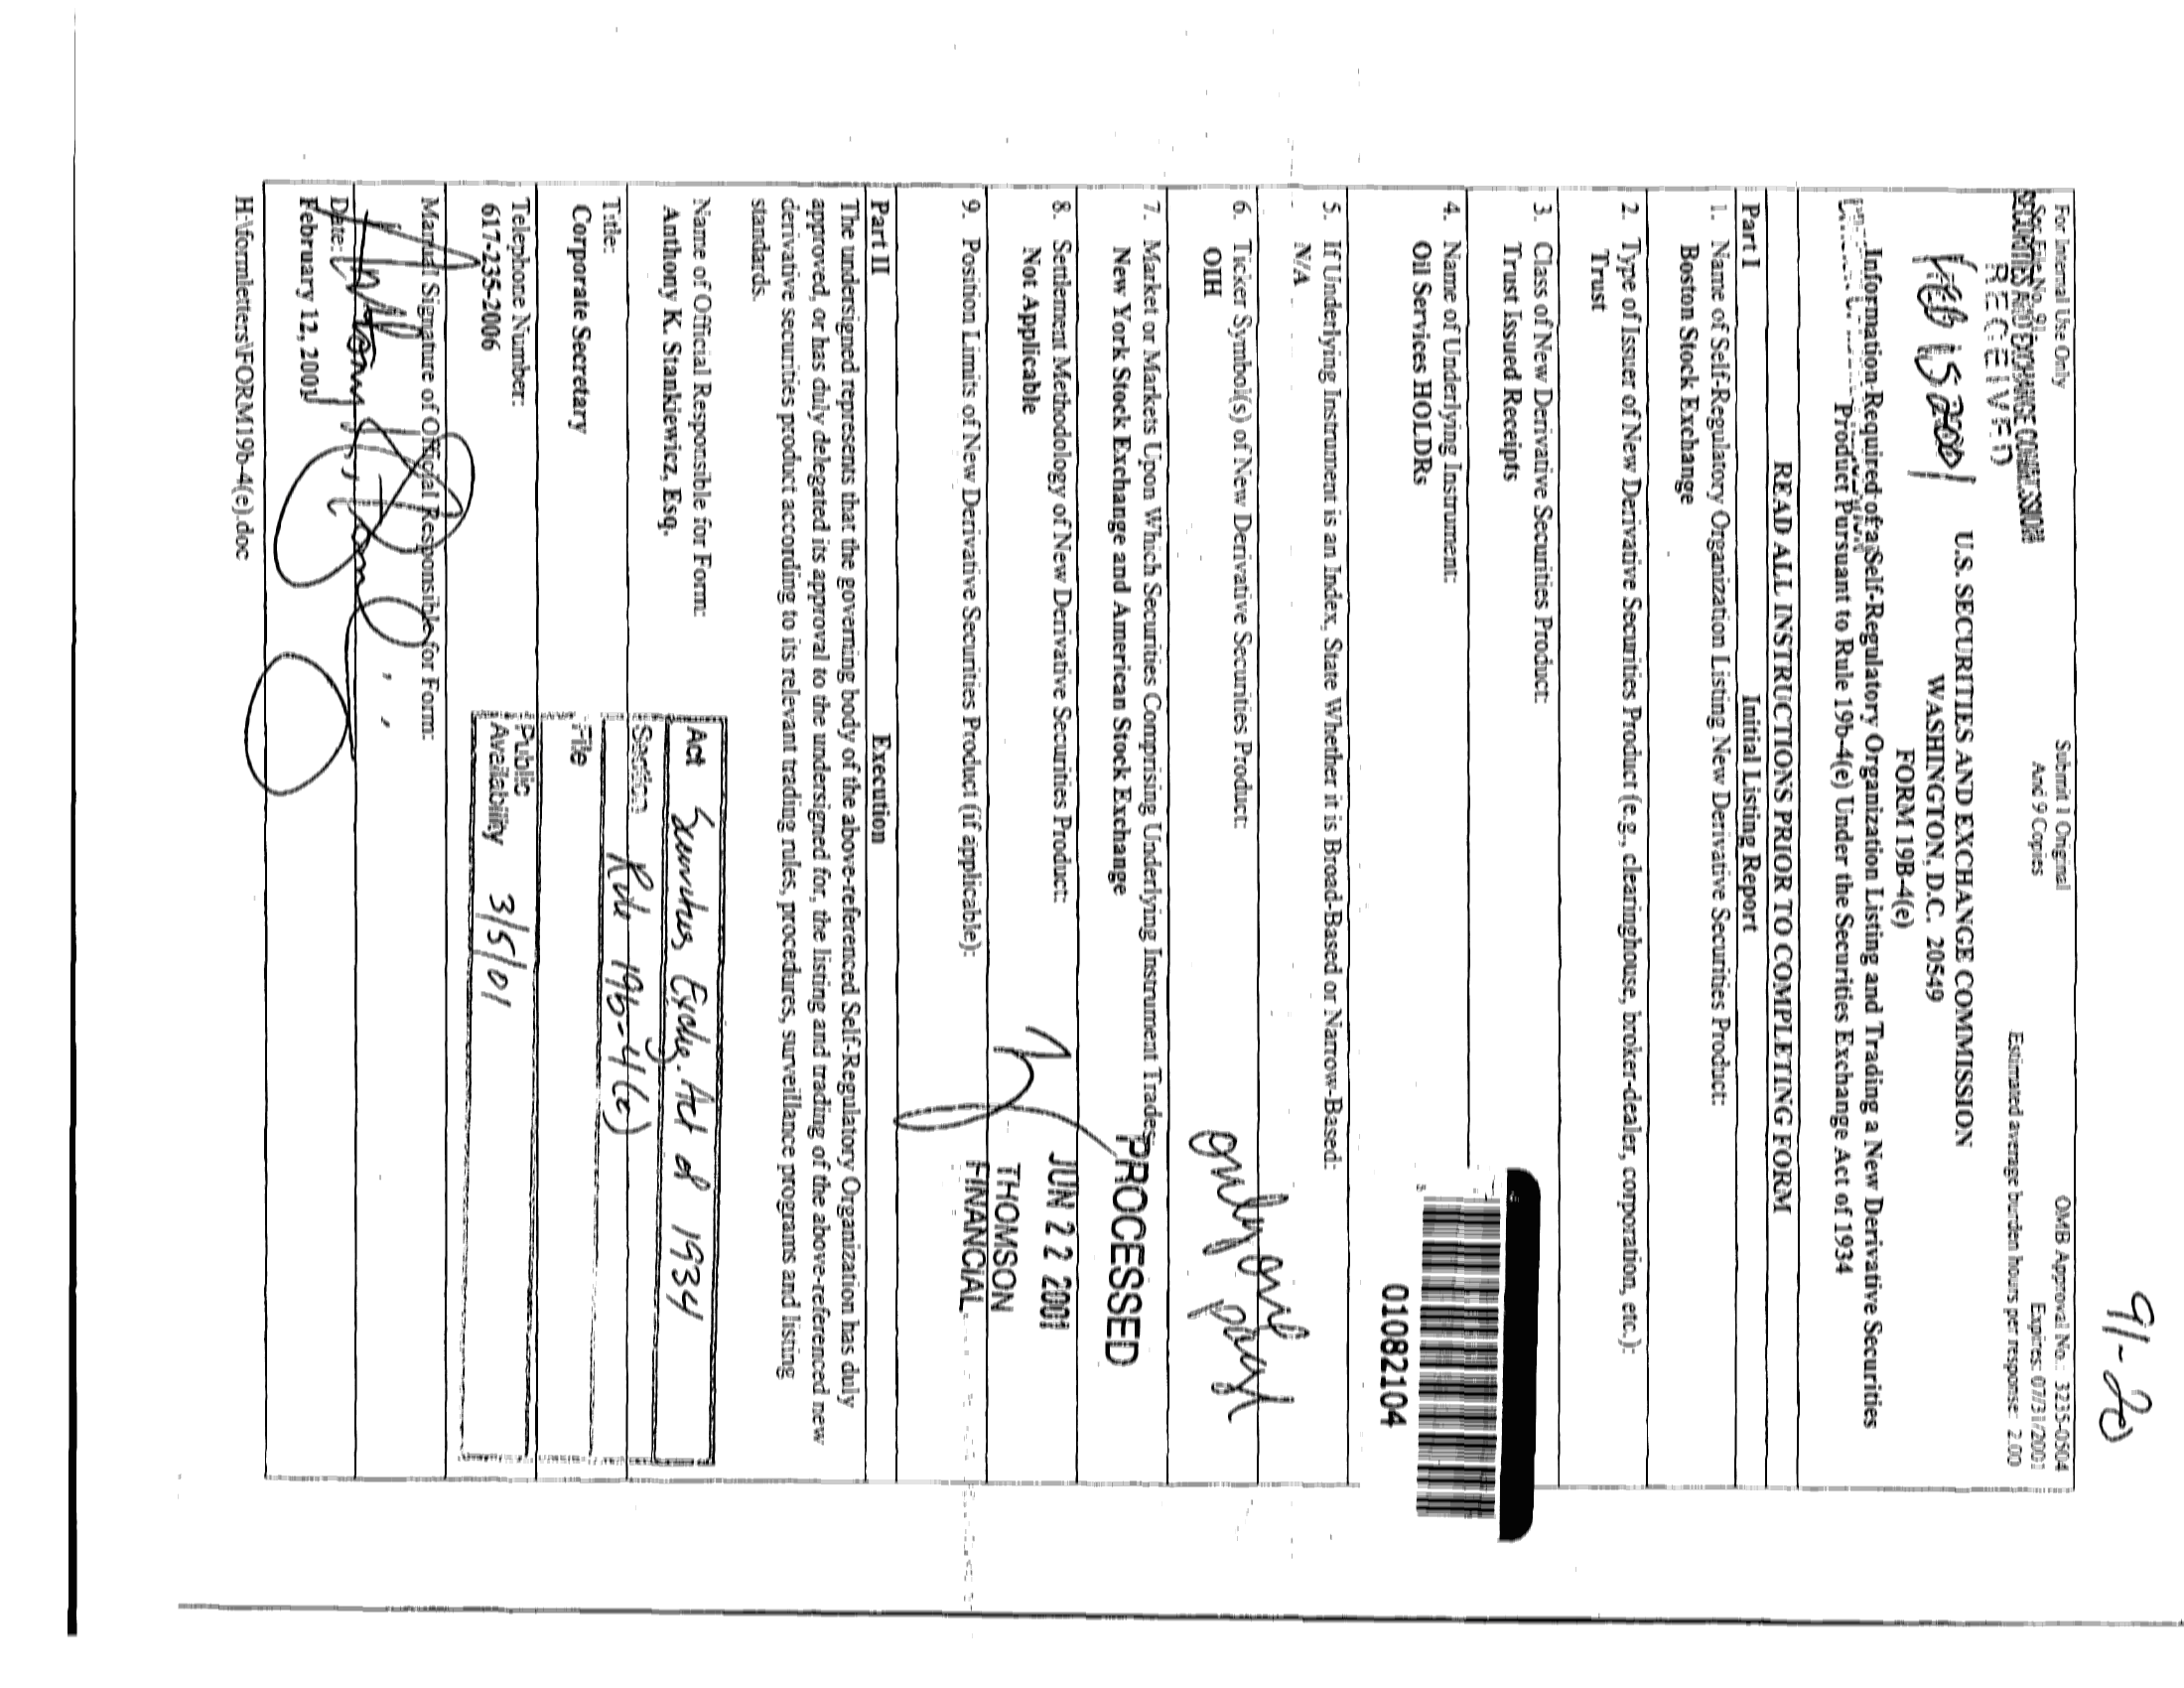 91-20
For Internal Use Only
Submit 1 Original
OMB Approval No.: 3235-0504
Sec File No. 91
And 9 Copies
Expires: 07/31/2001
SECURITIES AND EXCHANGE COMMISSION
Estimated average burden hours per response: 2.00
RECEIVED
FEB 15 2001
U.S. SECURITIES AND EXCHANGE COMMISSION
WASHINGTON, D.C. 20549
FORM 19B-4(e)
Information Required of a Self-Regulatory Organization Listing and Trading a New Derivative Securities
Product Pursuant to Rule 19b-4(e) Under the Securities Exchange Act of 1934
READ ALL INSTRUCTIONS PRIOR TO COMPLETING FORM
Part I Initial Listing Report
1. Name of Self-Regulatory Organization Listing New Derivative Securities Product:
Boston Stock Exchange
2. Type of Issuer of New Derivative Securities Product (e.g., clearinghouse, broker-dealer, corporation, etc.):
Trust
3. Class of New Derivative Securities Product:
Trust Issued Receipts
4. Name of Underlying Instrument:
Oil Services HOLDRs
01082104
5. If Underlying Instrument is an Index, State Whether it is Broad-Based or Narrow-Based:
N/A
6. Ticker Symbol(s) of New Derivative Securities Product:
OIH
only one page
7. Market or Markets Upon Which Securities Comprising Underlying Instrument Trades:
New York Stock Exchange and American Stock Exchange
PROCESSED
8. Settlement Methodology of New Derivative Securities Product:
Not Applicable
JUN 22 2001
THOMSON
FINANCIAL
9. Position Limits of New Derivative Securities Product (if applicable):
Part II Execution
The undersigned represents that the governing body of the above-referenced Self-Regulatory Organization has duly
approved, or has duly delegated its approval to the undersigned for, the listing and trading of the above-referenced new
derivative securities product according to its relevant trading rules, procedures, surveillance programs and listing
standards.
Name of Official Responsible for Form:
Anthony K. Stankiewicz, Esq.
Act Securities Exchg. Act of 1934
Section Rule 19b-4(e)
File
Public
Availability 3/5/01
Title:
Corporate Secretary
Telephone Number:
617-235-2006
Manual Signature of Official Responsible for Form:
Date:
February 12, 2001
H:\formletters\FORM19b-4(e).doc